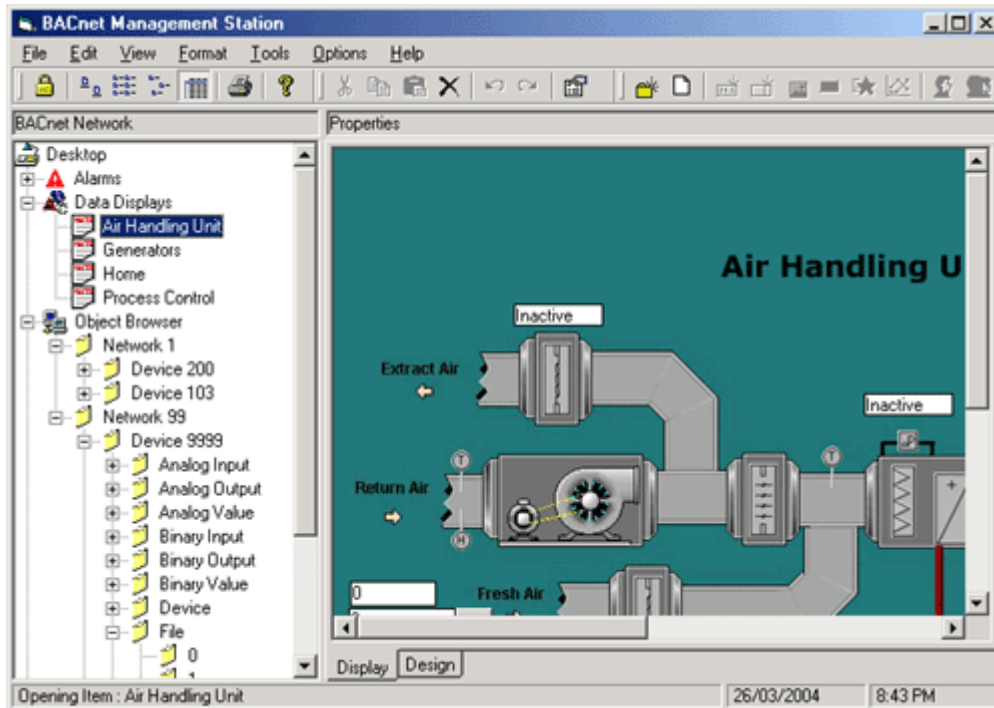 BACnet Management Station
File Edit View Format Tools Options Help
BACnet Network
Properties
Desktop
Alarms
Data Displays
Air Handling Unit
Generators
Home
Process Control
Object Browser
Network 1
Device 200
Device 103
Network 99
Device 9999
Analog Input
Analog Output
Analog Value
Binary Input
Binary Output
Binary Value
Device
File
0
1
Air Handling U
Inactive
Extract Air
Inactive
T
T
Return Air
H
Fresh Air
0
Display Design
Opening Item : Air Handling Unit
26/03/2004
8:43 PM